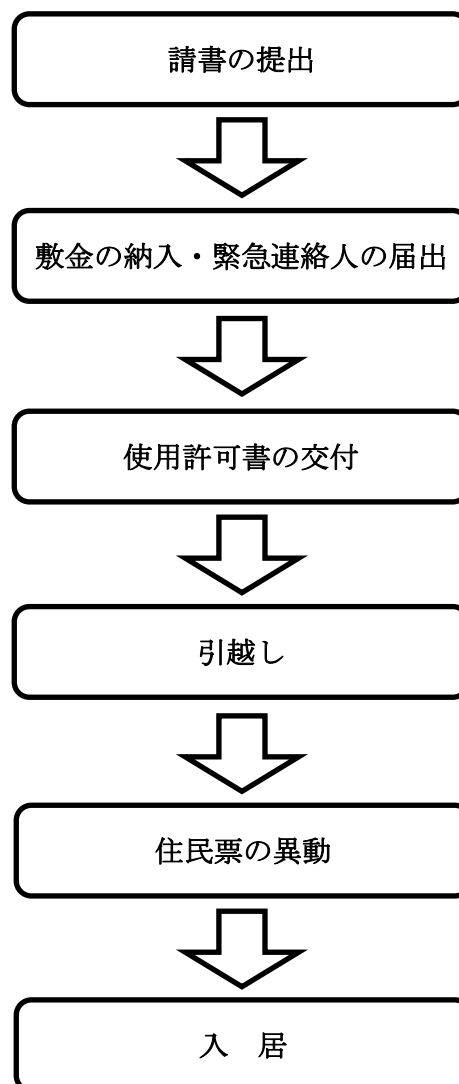 請書の提出
敷金の納入・緊急連絡人の届出
使用許可書の交付
引越し
住民票の異動
入　居